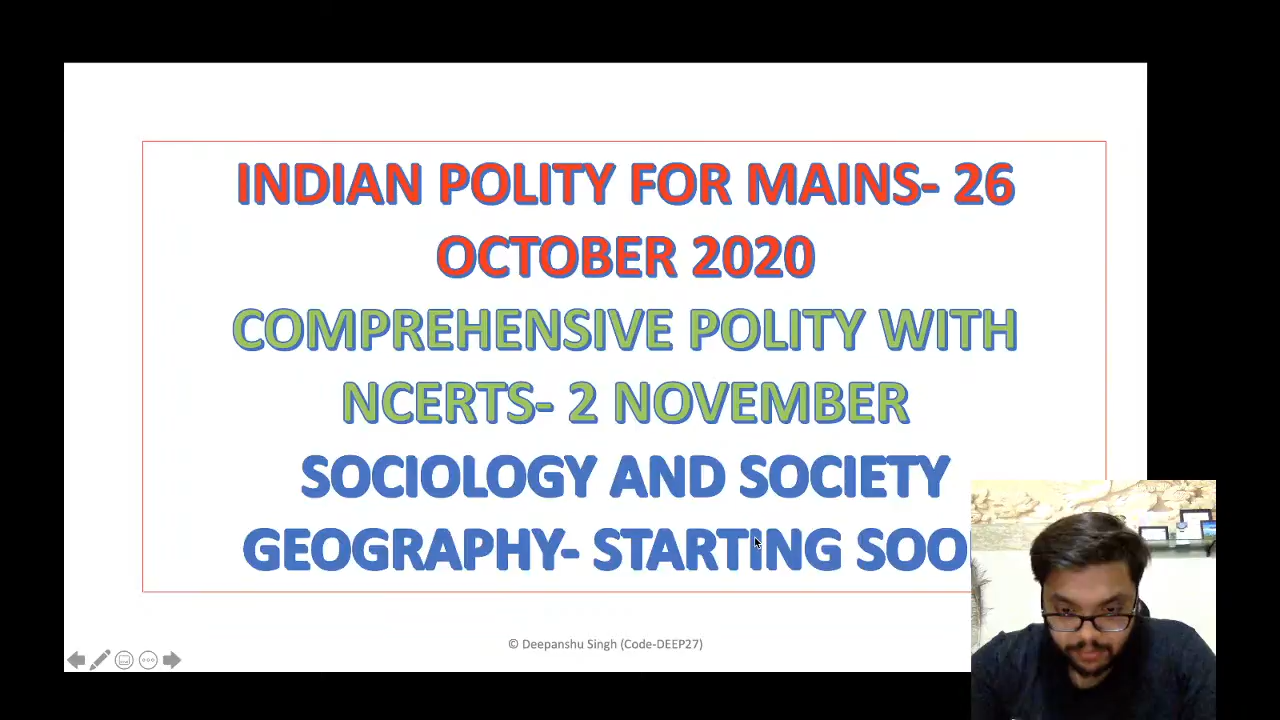 INDIAN POLITY FOR MAINS- 26
OCTOBER 2020
COMPREHENSIVE POLITY WITH
NCERTS- 2 NOVEMBER
SOCIOLOGY AND SOCIETY
GEOGRAPHY- STARTING SOO
© Deepanshu Singh (Code-DEEP27)